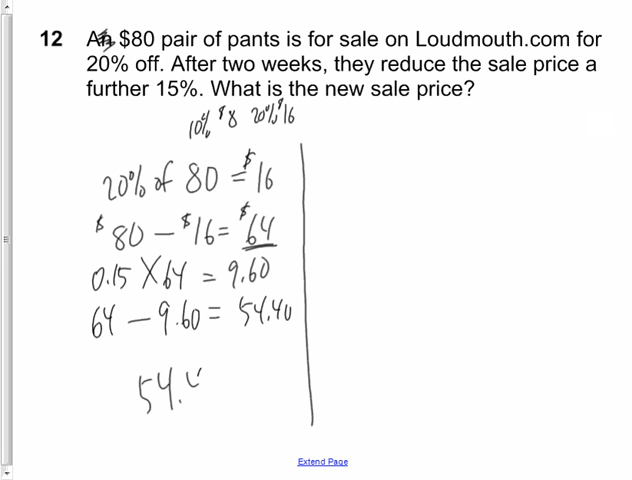 12 A $80 pair of pants is for sale on Loudmouth.com for
20% off. After two weeks, they reduce the sale price a
further 15%. What is the new sale price?
10% $8 20% $16
20% of 80 = $16
$80 - $16 = $64
0.15 X 64 = 9.60
64 - 9.60 = 54.40
54.
Extend Page